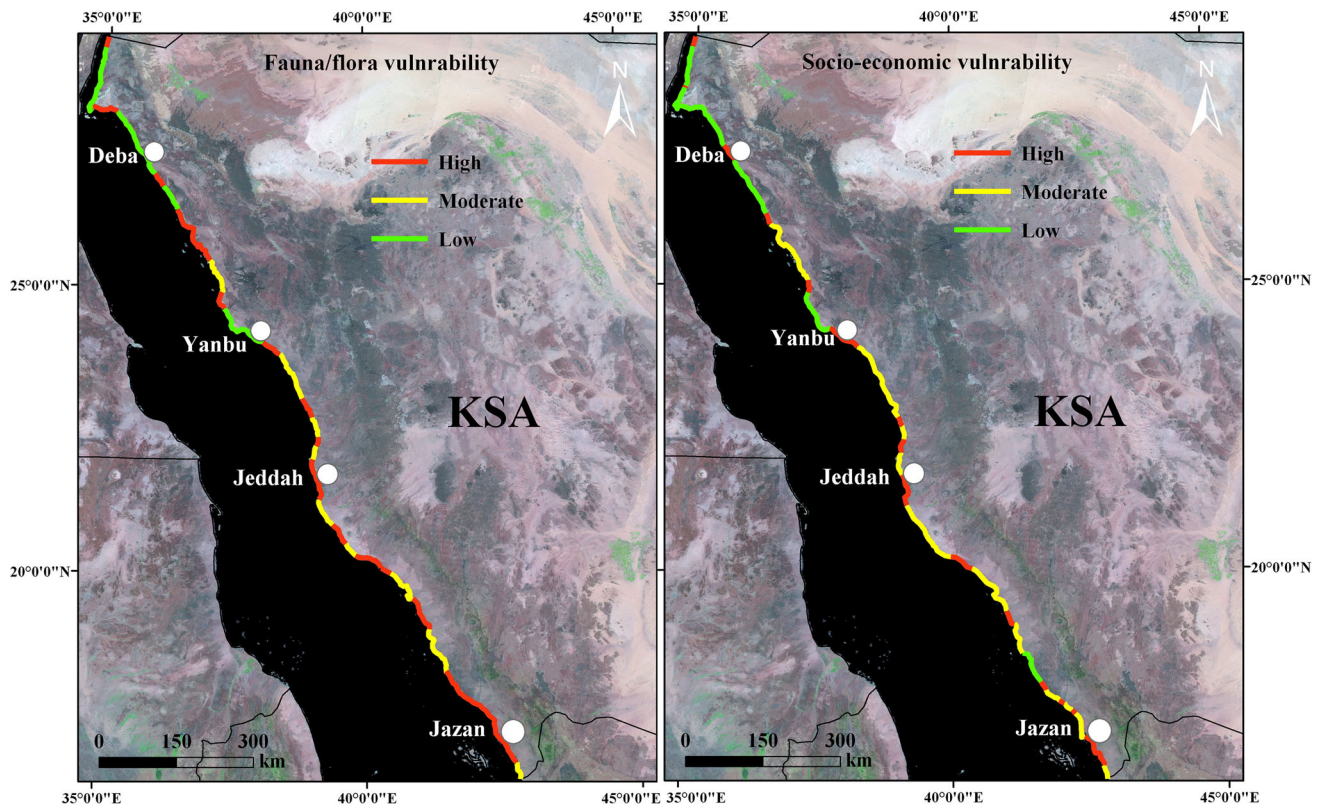 35°0'0"E 40°0'0"E 45°0'0"E
Fauna/flora vulnrability
N
High
Moderate
Low
Deba
25°0'0"N
Yanbu
KSA
Jeddah
20°0'0"N
Jazan
0 150 300
km
35°0'0"E 40°0'0"E 45°0'0"E
35°0'0"E 40°0'0"E 45°0'0"E
Socio-economic vulnrability
N
High
Moderate
Low
Deba
25°0'0"N
Yanbu
KSA
Jeddah
20°0'0"N
Jazan
0 150 300
km
35°0'0"E 40°0'0"E 45°0'0"E